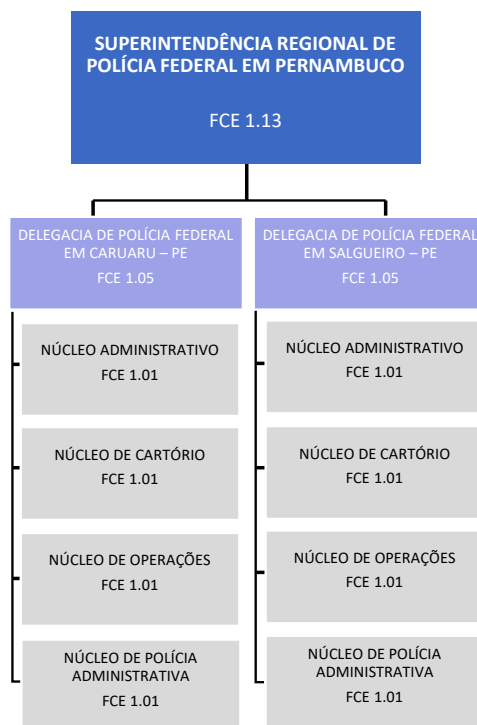 SUPERINTENDÊNCIA REGIONAL DE
POLÍCIA FEDERAL EM PERNAMBUCO
FCE 1.13
DELEGACIA DE POLÍCIA FEDERAL
EM CARUARU – PE
FCE 1.05
NÚCLEO ADMINISTRATIVO
FCE 1.01
NÚCLEO DE CARTÓRIO
FCE 1.01
NÚCLEO DE OPERAÇÕES
FCE 1.01
NÚCLEO DE POLÍCIA
ADMINISTRATIVA
FCE 1.01
DELEGACIA DE POLÍCIA FEDERAL
EM SALGUEIRO – PE
FCE 1.05
NÚCLEO ADMINISTRATIVO
FCE 1.01
NÚCLEO DE CARTÓRIO
FCE 1.01
NÚCLEO DE OPERAÇÕES
FCE 1.01
NÚCLEO DE POLÍCIA
ADMINISTRATIVA
FCE 1.01